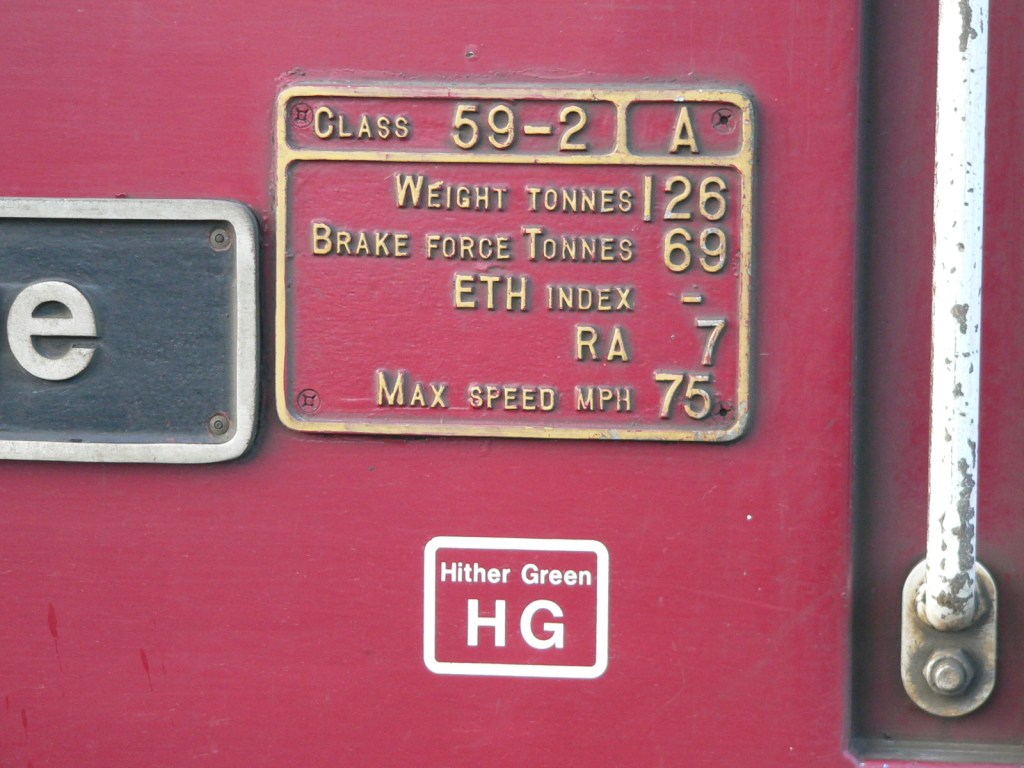 CLASS 59-2 A
WEIGHT TONNES 126
BRAKE FORCE TONNES 69
ETH INDEX -
RA 7
MAX SPEED MPH 75
e
Hither Green
HG